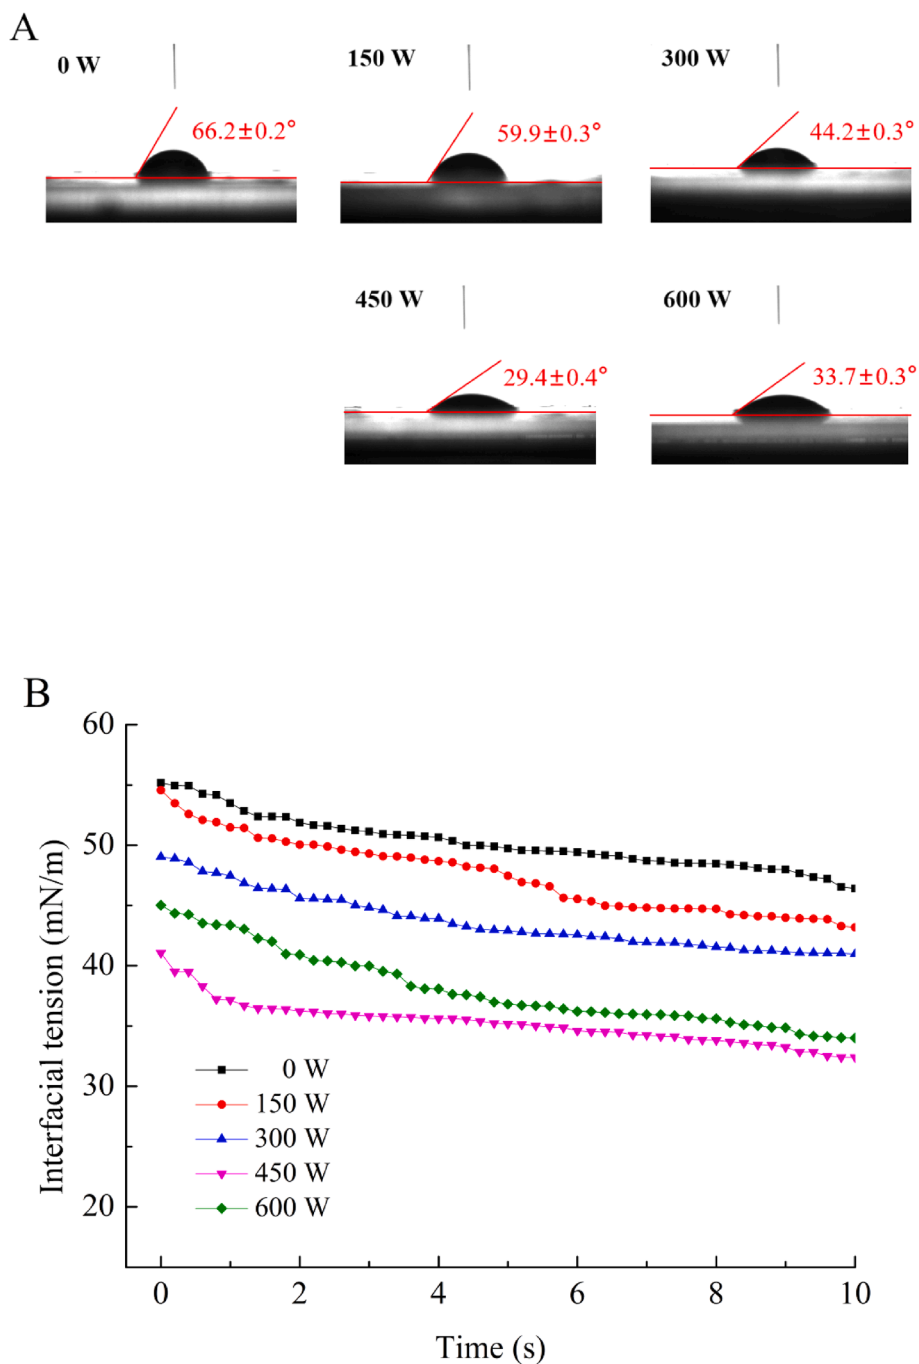 A
0 W
150 W
300 W
66.2±0.2°
59.9±0.3°
44.2±0.3°
450 W
600 W
29.4±0.4°
33.7±0.3°
B
60
50
40
30
20
Interfacial tension (mN/m)
0 W
150 W
300 W
450 W
600 W
0 2 4 6 8 10
Time (s)